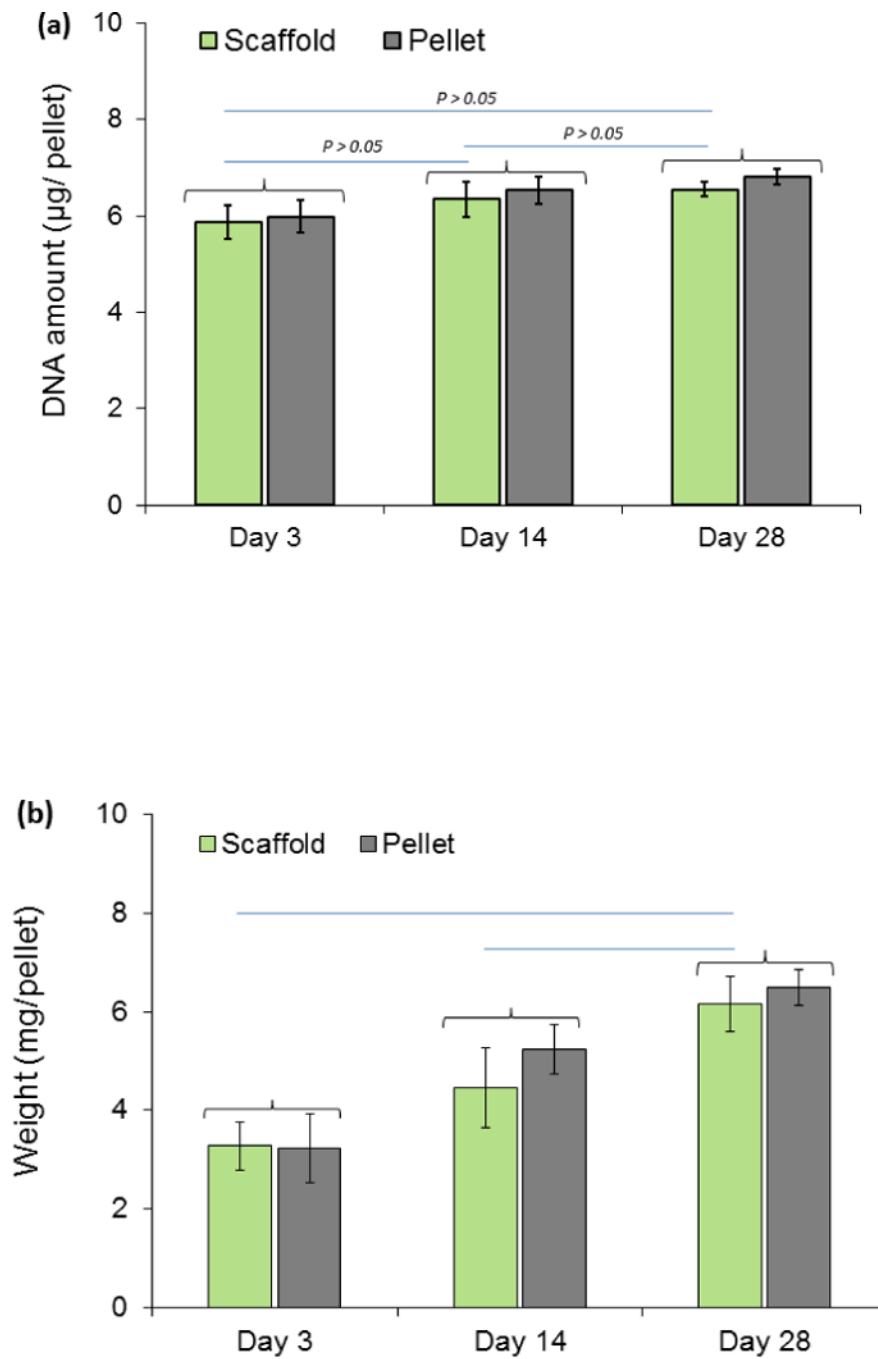 (a)
10
Scaffold Pellet
8
P > 0.05
P > 0.05 P > 0.05
6
4
2
0
DNA amount (µg/ pellet)
Day 3 Day 14 Day 28
(b)
10
Scaffold Pellet
8
6
4
2
0
Weight (mg/pellet)
Day 3 Day 14 Day 28